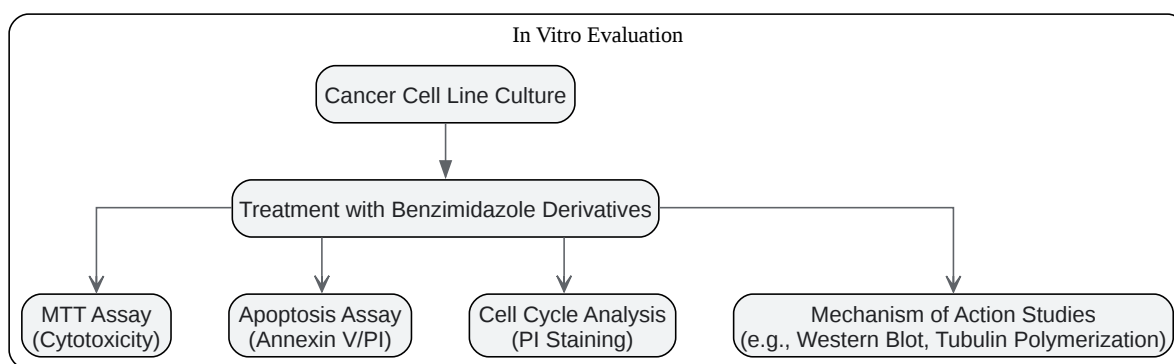 In Vitro Evaluation
Cancer Cell Line Culture
Treatment with Benzimidazole Derivatives
MTT Assay
(Cytotoxicity)
Apoptosis Assay
(Annexin V/PI)
Cell Cycle Analysis
(PI Staining)
Mechanism of Action Studies
(e.g., Western Blot, Tubulin Polymerization)